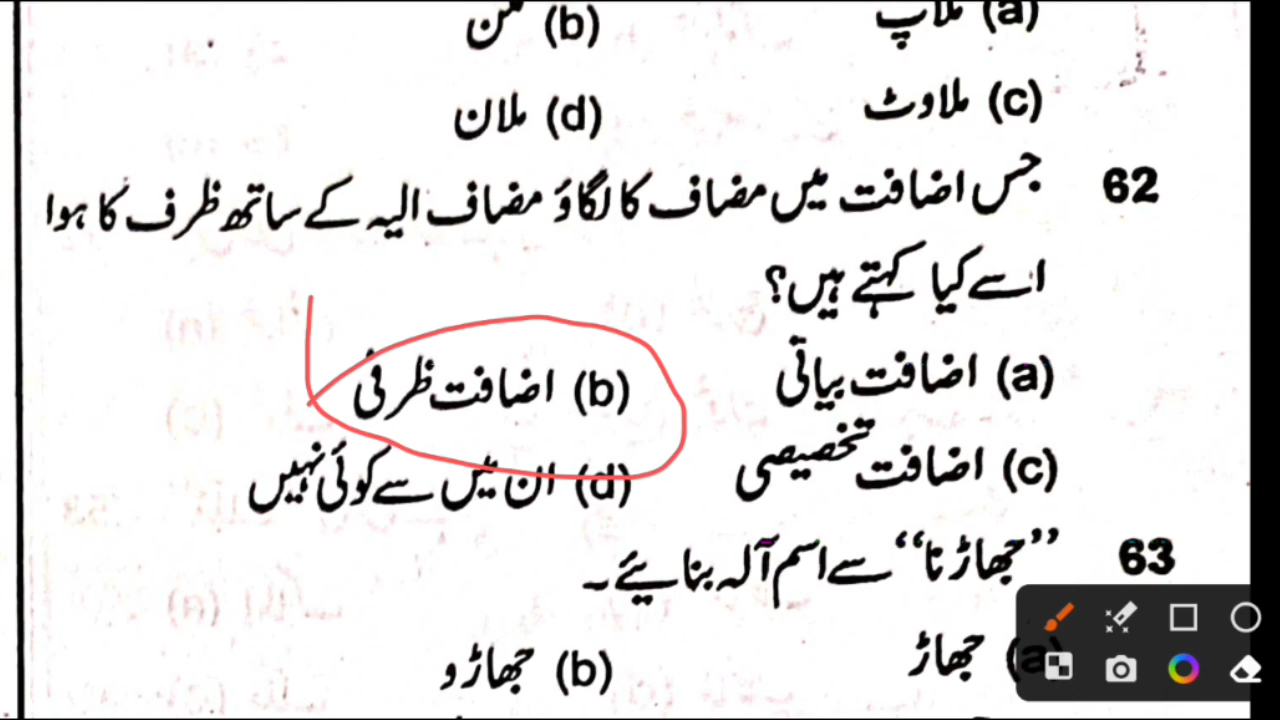 (a) ملاپ (b)
(c) ملاوٹ (d) ملان
62 جس اضافت میں مضاف کا لگاؤ مضاف الیہ کے ساتھ ظرف کا ہوا
اسے کیا کہتے ہیں؟
(a) اضافت بیاتی (b) اضافت ظرفی
(c) اضافت تخصیصی (d) ان میں سے کوئی نہیں
63 ’’جھاڑنا‘‘ سے اسم آلہ بنایئے۔
(a) جھاڑ (b) جھاڑو